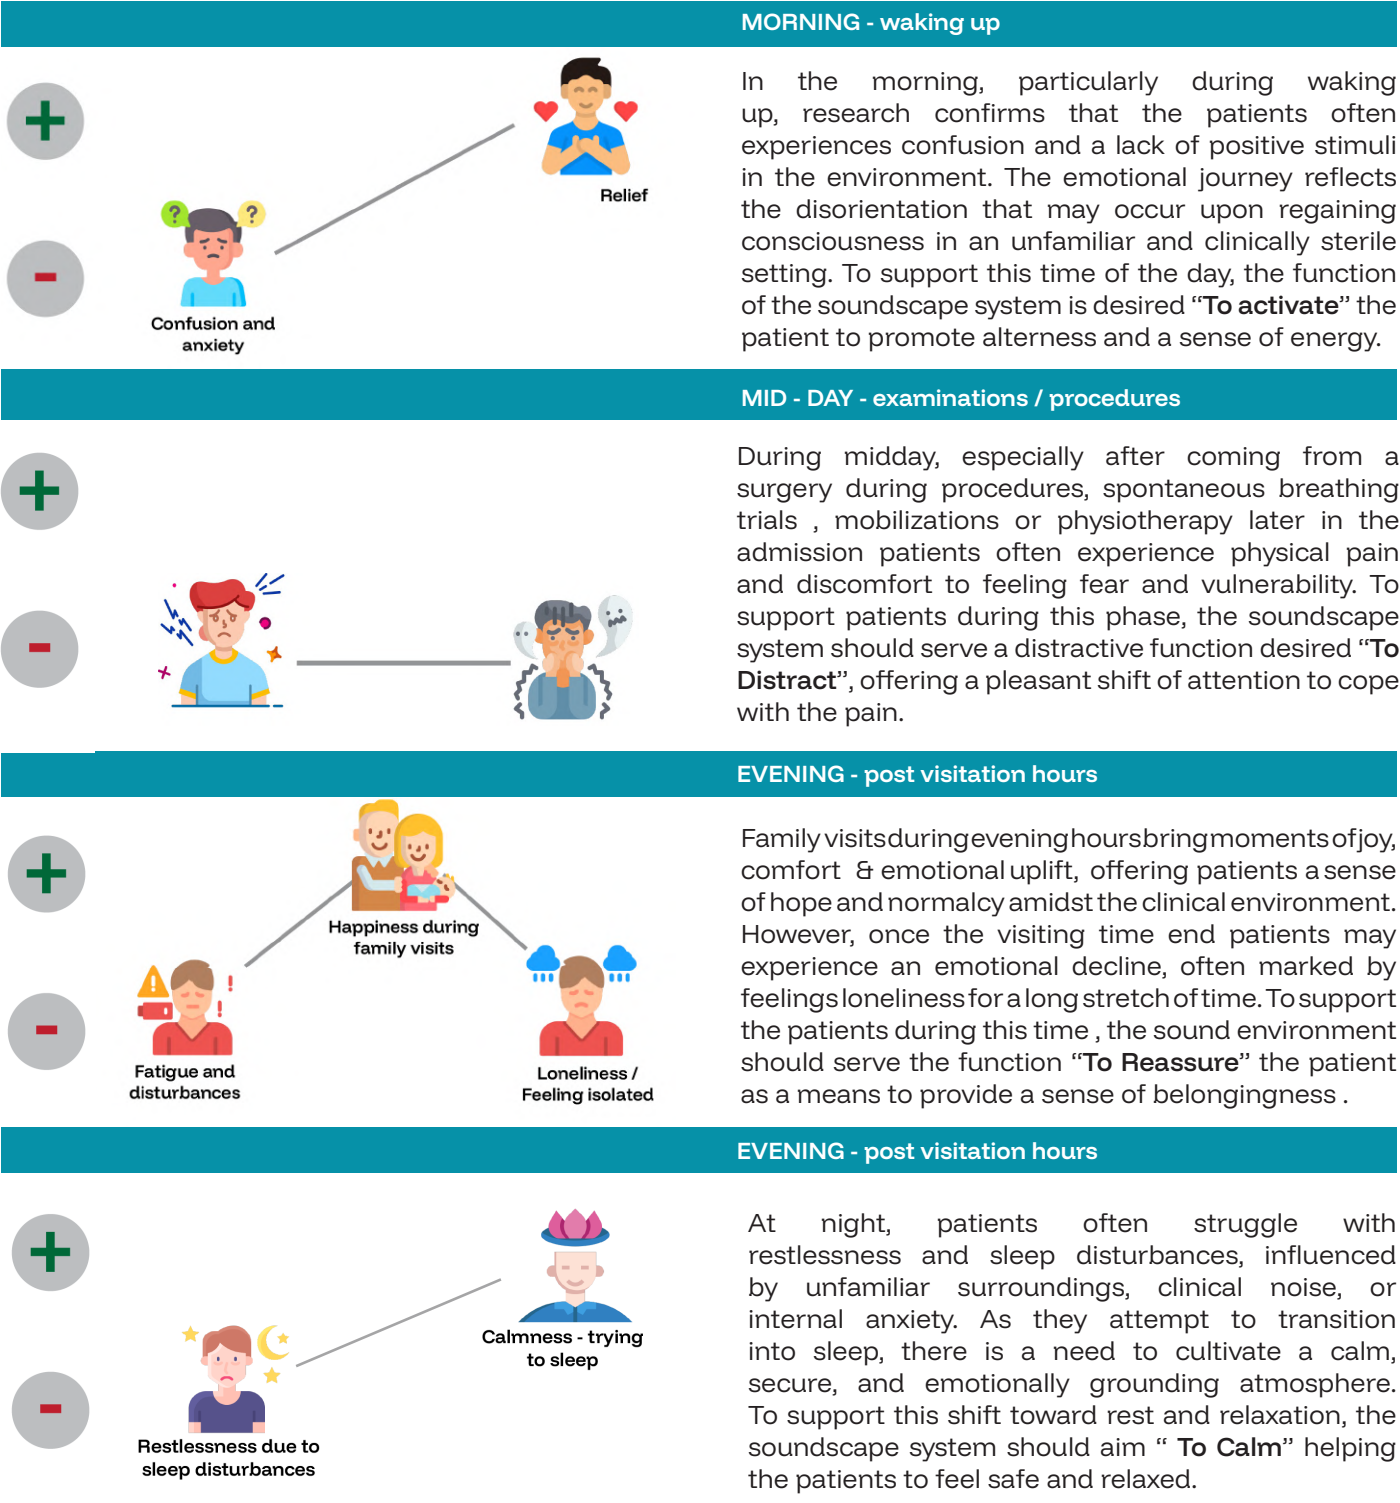 MORNING - waking up
+
-
? ?
Relief
Confusion and
anxiety
In the morning, particularly during waking
up, research confirms that the patients often
experiences confusion and a lack of positive stimuli
in the environment. The emotional journey reflects
the disorientation that may occur upon regaining
consciousness in an unfamiliar and clinically sterile
setting. To support this time of the day, the function
of the soundscape system is desired “To activate” the
patient to promote alterness and a sense of energy.
MID - DAY - examinations / procedures
+
-
During midday, especially after coming from a
surgery during procedures, spontaneous breathing
trials , mobilizations or physiotherapy later in the
admission patients often experience physical pain
and discomfort to feeling fear and vulnerability. To
support patients during this phase, the soundscape
system should serve a distractive function desired “To
Distract”, offering a pleasant shift of attention to cope
with the pain.
EVENING - post visitation hours
+
-
Happiness during
family visits
! ! !
Fatigue and
disturbances
Loneliness /
Feeling isolated
Family visits during evening hours bring moments of joy,
comfort & emotional uplift, offering patients a sense
of hope and normalcy amidst the clinical environment.
However, once the visiting time end patients may
experience an emotional decline, often marked by
feelings loneliness for a long stretch of time. To support
the patients during this time , the sound environment
should serve the function “To Reassure” the patient
as a means to provide a sense of belongingness .
EVENING - post visitation hours
+
-
Calmness - trying
to sleep
Restlessness due to
sleep disturbances
At night, patients often struggle with
restlessness and sleep disturbances, influenced
by unfamiliar surroundings, clinical noise, or
internal anxiety. As they attempt to transition
into sleep, there is a need to cultivate a calm,
secure, and emotionally grounding atmosphere.
To support this shift toward rest and relaxation, the
soundscape system should aim “ To Calm” helping
the patients to feel safe and relaxed.